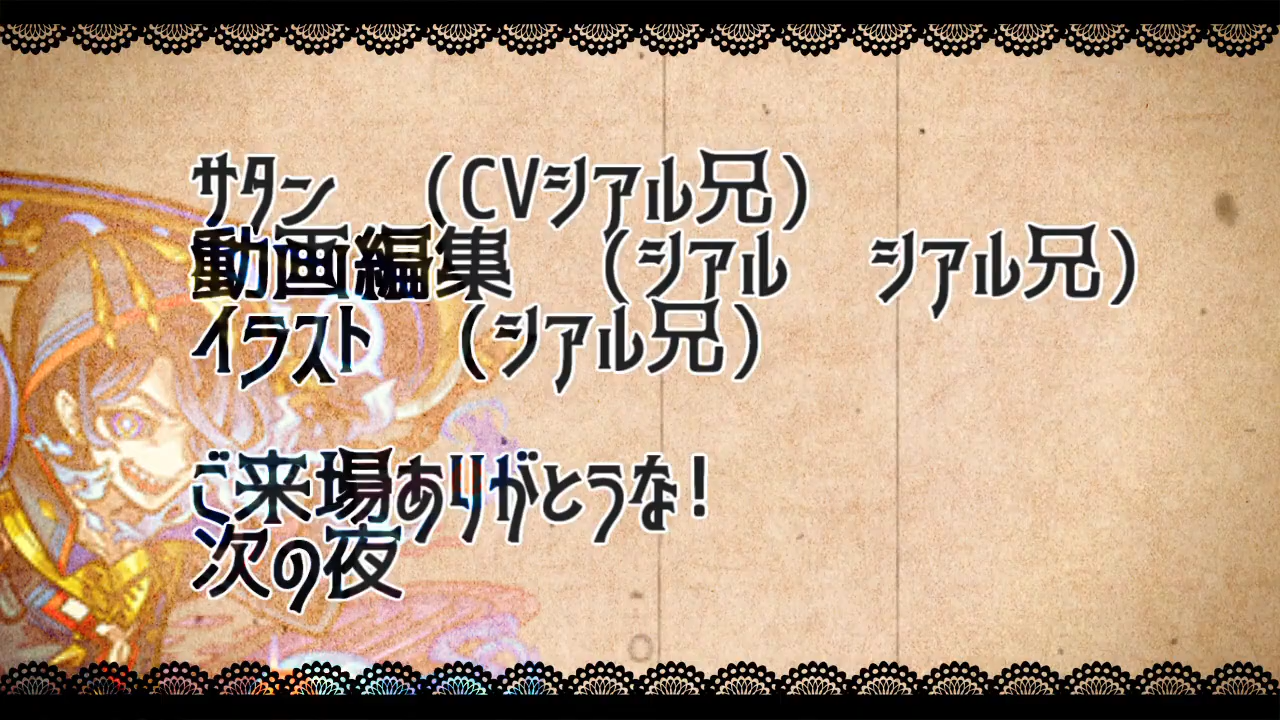 サタン　（CVシアル兄）
動画編集　（シアル　シアル兄）
イラスト　（シアル兄）
ご来場ありがとうな！
次の夜